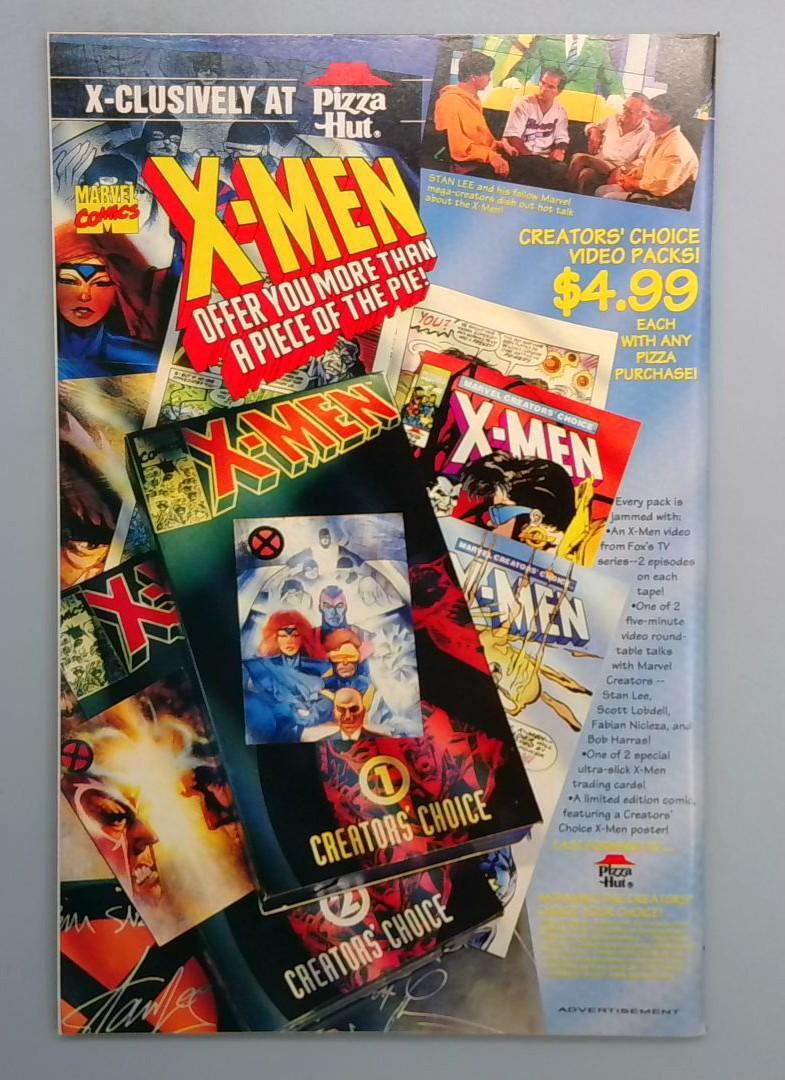 X-CLUSIVELY AT
Pizza
Hut®
MARVEL
COMICS
X-MEN
OFFER YOU MORE THAN
A PIECE OF THE PIE!
STAN LEE and his fellow Marvel
mega-creators dish out hot talk
about the X-Men!
CREATORS' CHOICE
VIDEO PACKS!
$4.99
EACH
WITH ANY
PIZZA
PURCHASE!
YOU?
MARVEL CREATORS' CHOICE
X-MEN
X-MEN
MARVEL CREATORS' CHOICE
X-MEN
Every pack is
jammed with:
•An X-Men video
from Fox's TV
series--2 episodes
on each
tape!
•One of 2
five-minute
video round-
table talks
with Marvel
Creators --
Stan Lee,
Scott Lobdell,
Fabian Nicieza, and
Bob Harras!
•One of 2 special
ultra-slick X-Men
trading cards!
•A limited edition comic,
featuring a Creators'
Choice X-Men poster!
Pizza
Hut®
1
CREATORS' CHOICE
2
CREATORS' CHOICE
Stan Lee
ADVERTISEMENT